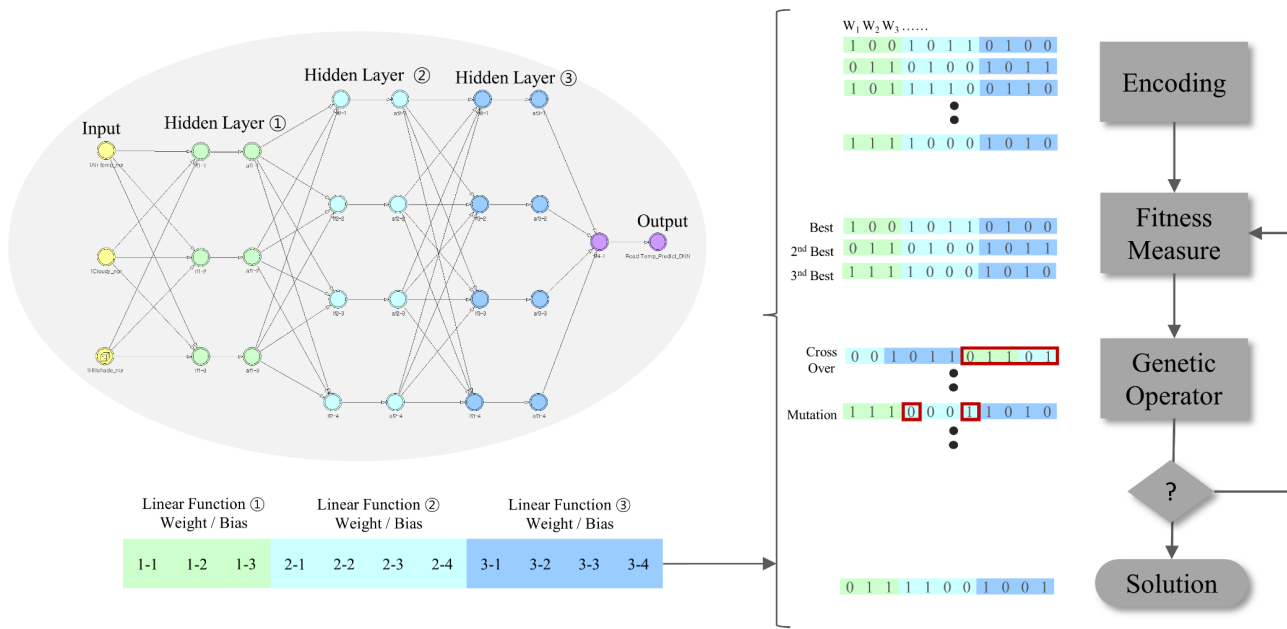 Hidden Layer ②
Hidden Layer ③
Input
Hidden Layer ①
Output
Road Temp_Predict_DNN
Linear Function ①
Weight / Bias
Linear Function ②
Weight / Bias
Linear Function ③
Weight / Bias
1-1 1-2 1-3 2-1 2-2 2-3 2-4 3-1 3-2 3-3 3-4
W1 W2 W3 ……
1 0 0 1 0 1 1 0 1 0 0
0 1 1 0 1 0 0 1 0 1 1
1 0 1 1 1 1 0 0 1 1 0
1 1 1 1 0 0 0 1 0 1 0
Best 1 0 0 1 0 1 1 0 1 0 0
2nd Best 0 1 1 0 1 0 0 1 0 1 1
3rd Best 1 1 1 1 0 0 0 1 0 1 0
Cross
Over
0 0 1 0 1 1 0 1 1 0 1
Mutation 1 1 1 0 0 0 1 1 0 1 0
0 1 1 1 1 0 0 1 0 0 1
Encoding
Fitness
Measure
Genetic
Operator
?
Solution